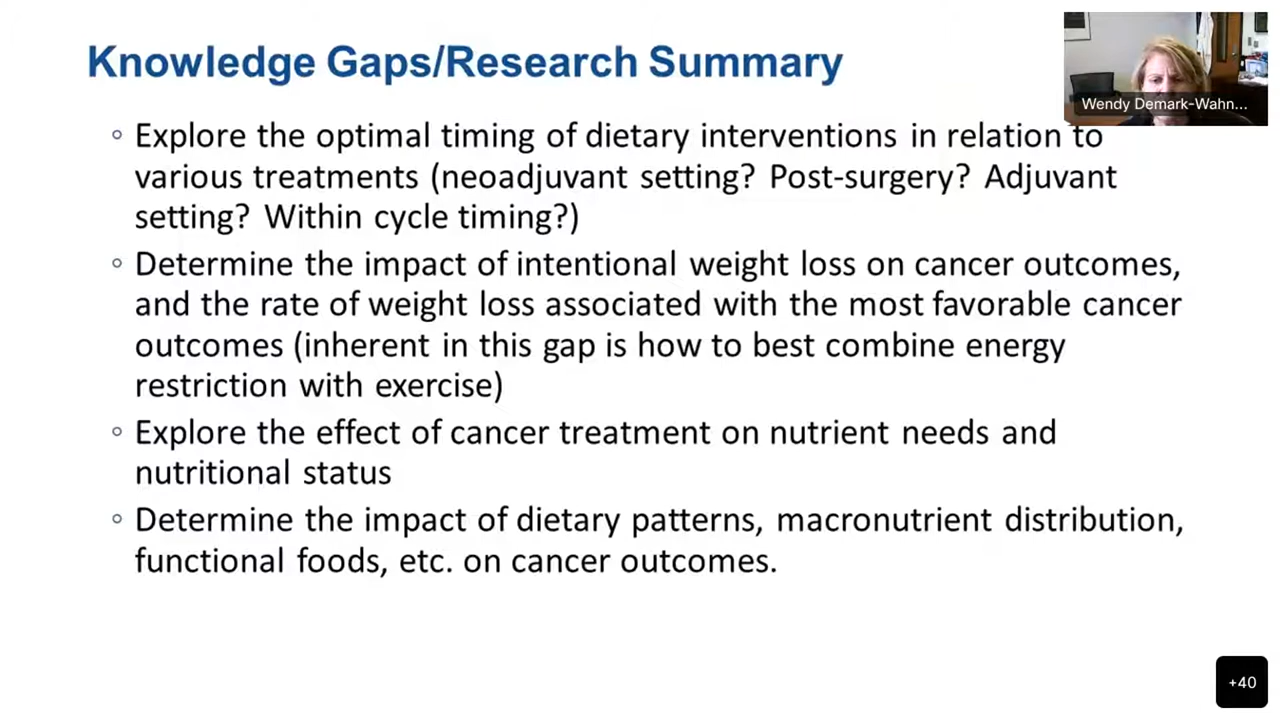 Knowledge Gaps/Research Summary
Wendy Demark-Wahn...
◦ Explore the optimal timing of dietary interventions in relation to
various treatments (neoadjuvant setting? Post-surgery? Adjuvant
setting? Within cycle timing?)
◦ Determine the impact of intentional weight loss on cancer outcomes,
and the rate of weight loss associated with the most favorable cancer
outcomes (inherent in this gap is how to best combine energy
restriction with exercise)
◦ Explore the effect of cancer treatment on nutrient needs and
nutritional status
◦ Determine the impact of dietary patterns, macronutrient distribution,
functional foods, etc. on cancer outcomes.
+40